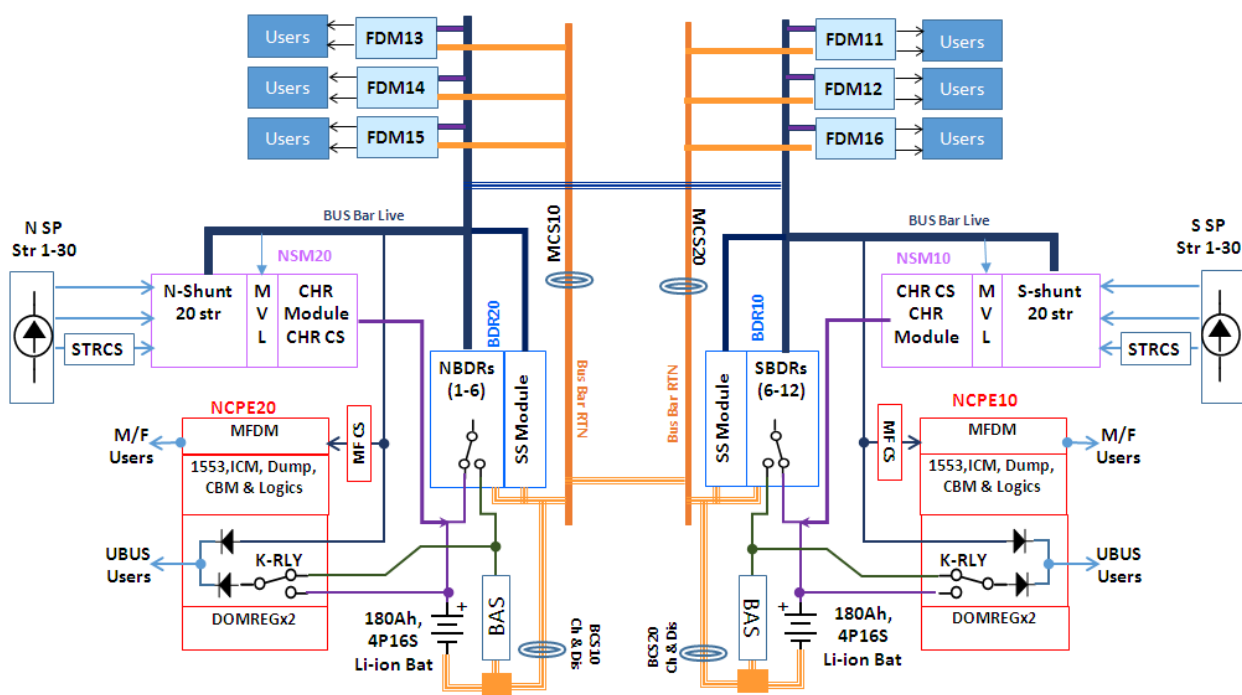 Users
FDM13
FDM11
Users
Users
FDM14
FDM12
Users
Users
FDM15
FDM16
Users
N SP
Str 1-30
BUS Bar Live
MCS10
MCS20
BUS Bar Live
S SP
Str 1-30
NSM20
NSM10
N-Shunt
20 str
M
V
L
CHR
Module
CHR CS
STRCS
BDR20
BDR10
CHR CS
CHR
Module
M
V
L
S-shunt
20 str
STRCS
NBDRs
(1-6)
SS Module
Bus Bar RTN
Bus Bar RTN
SS Module
SBDRs
(6-12)
NCPE20
NCPE10
M/F
Users
MFDM
MF CS
MF CS
MFDM
M/F
Users
1553,ICM, Dump,
CBM & Logics
1553,ICM, Dump,
CBM & Logics
UBUS
Users
K-RLY
K-RLY
UBUS
Users
DOMREGx2
DOMREGx2
180Ah,
4P16S
Li-ion Bat
+
BAS
BCS10
Ch & Dis
BCS20
Ch & Dis
BAS
+
180Ah,
4P16S
Li-ion Bat